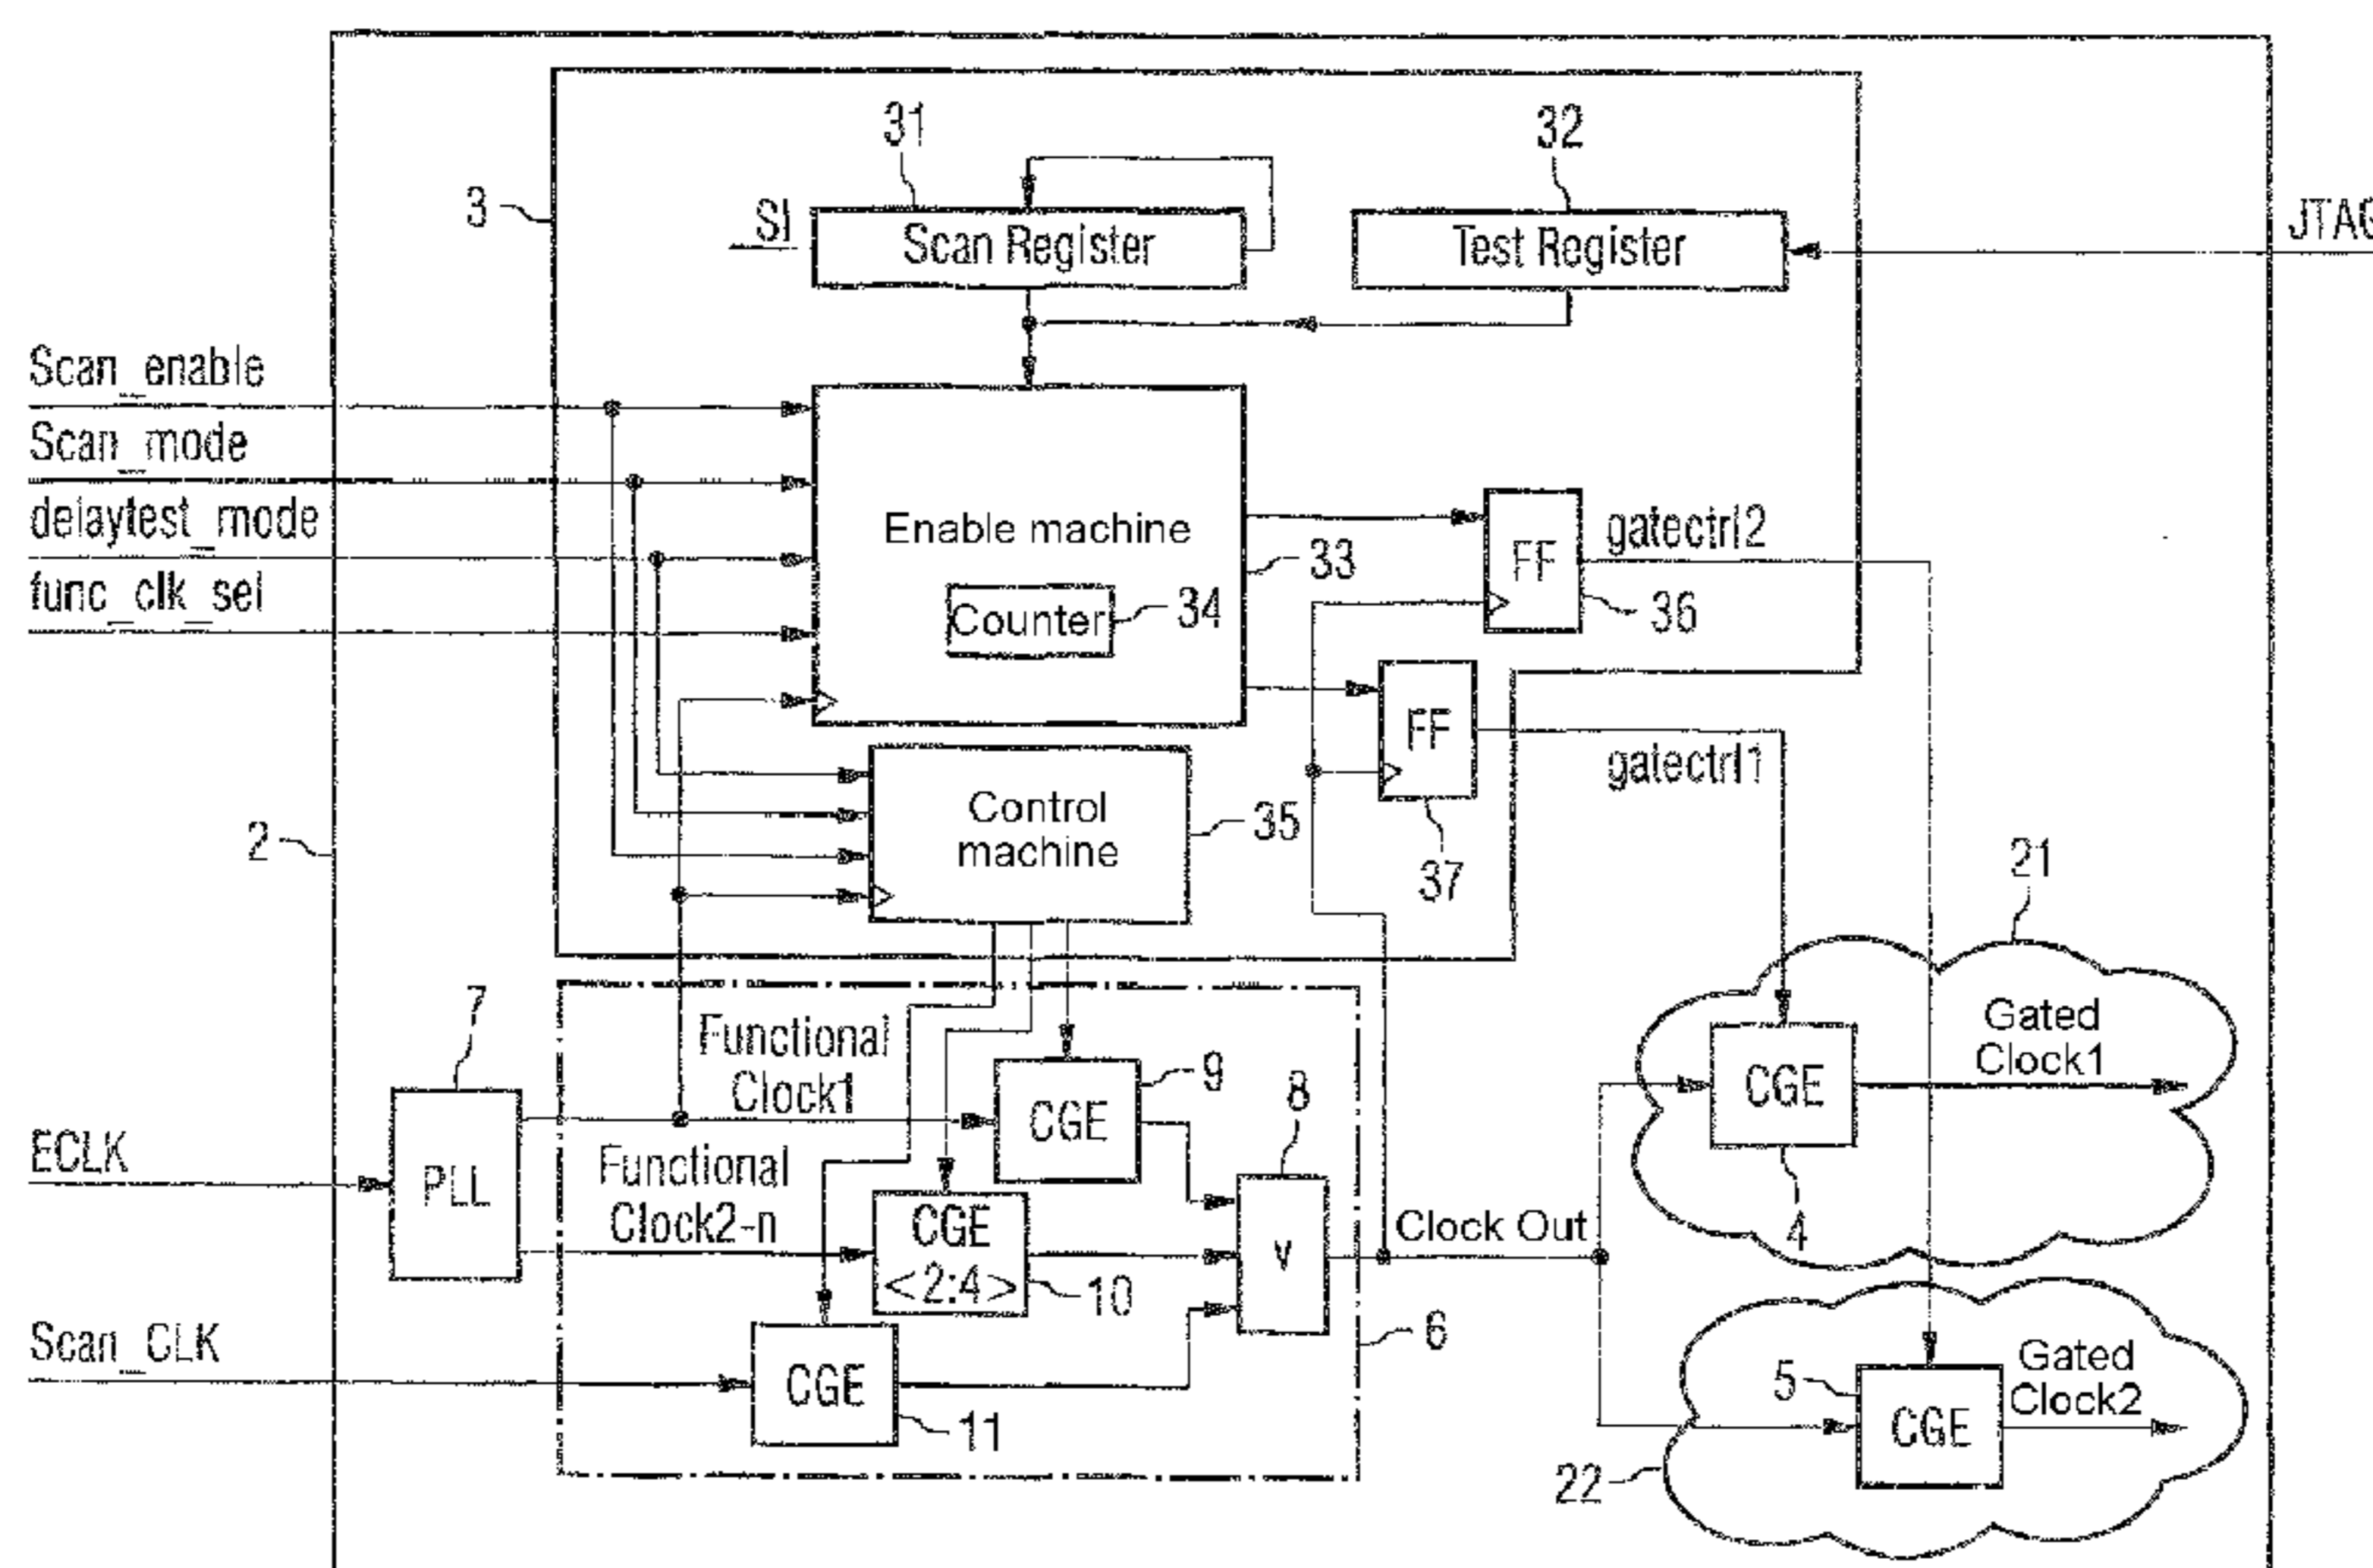 31
32
3
SI
Scan Register
Test Register
JTAG
Scan_enable
Scan_mode
delaytest_mode
func_clk_sel
Enable machine
33
Counter
34
FF
gatectrl2
36
FF
gatectrl1
37
Control
machine
35
2
21
7
Functional
Clock1
9
CGE
8
Gated
Clock1
CGE
4
ECLK
PLL
Functional
Clock2-n
CGE
<2:4>
10
V
Clock Out
6
Scan_CLK
CGE
11
5
CGE
Gated
Clock2
22